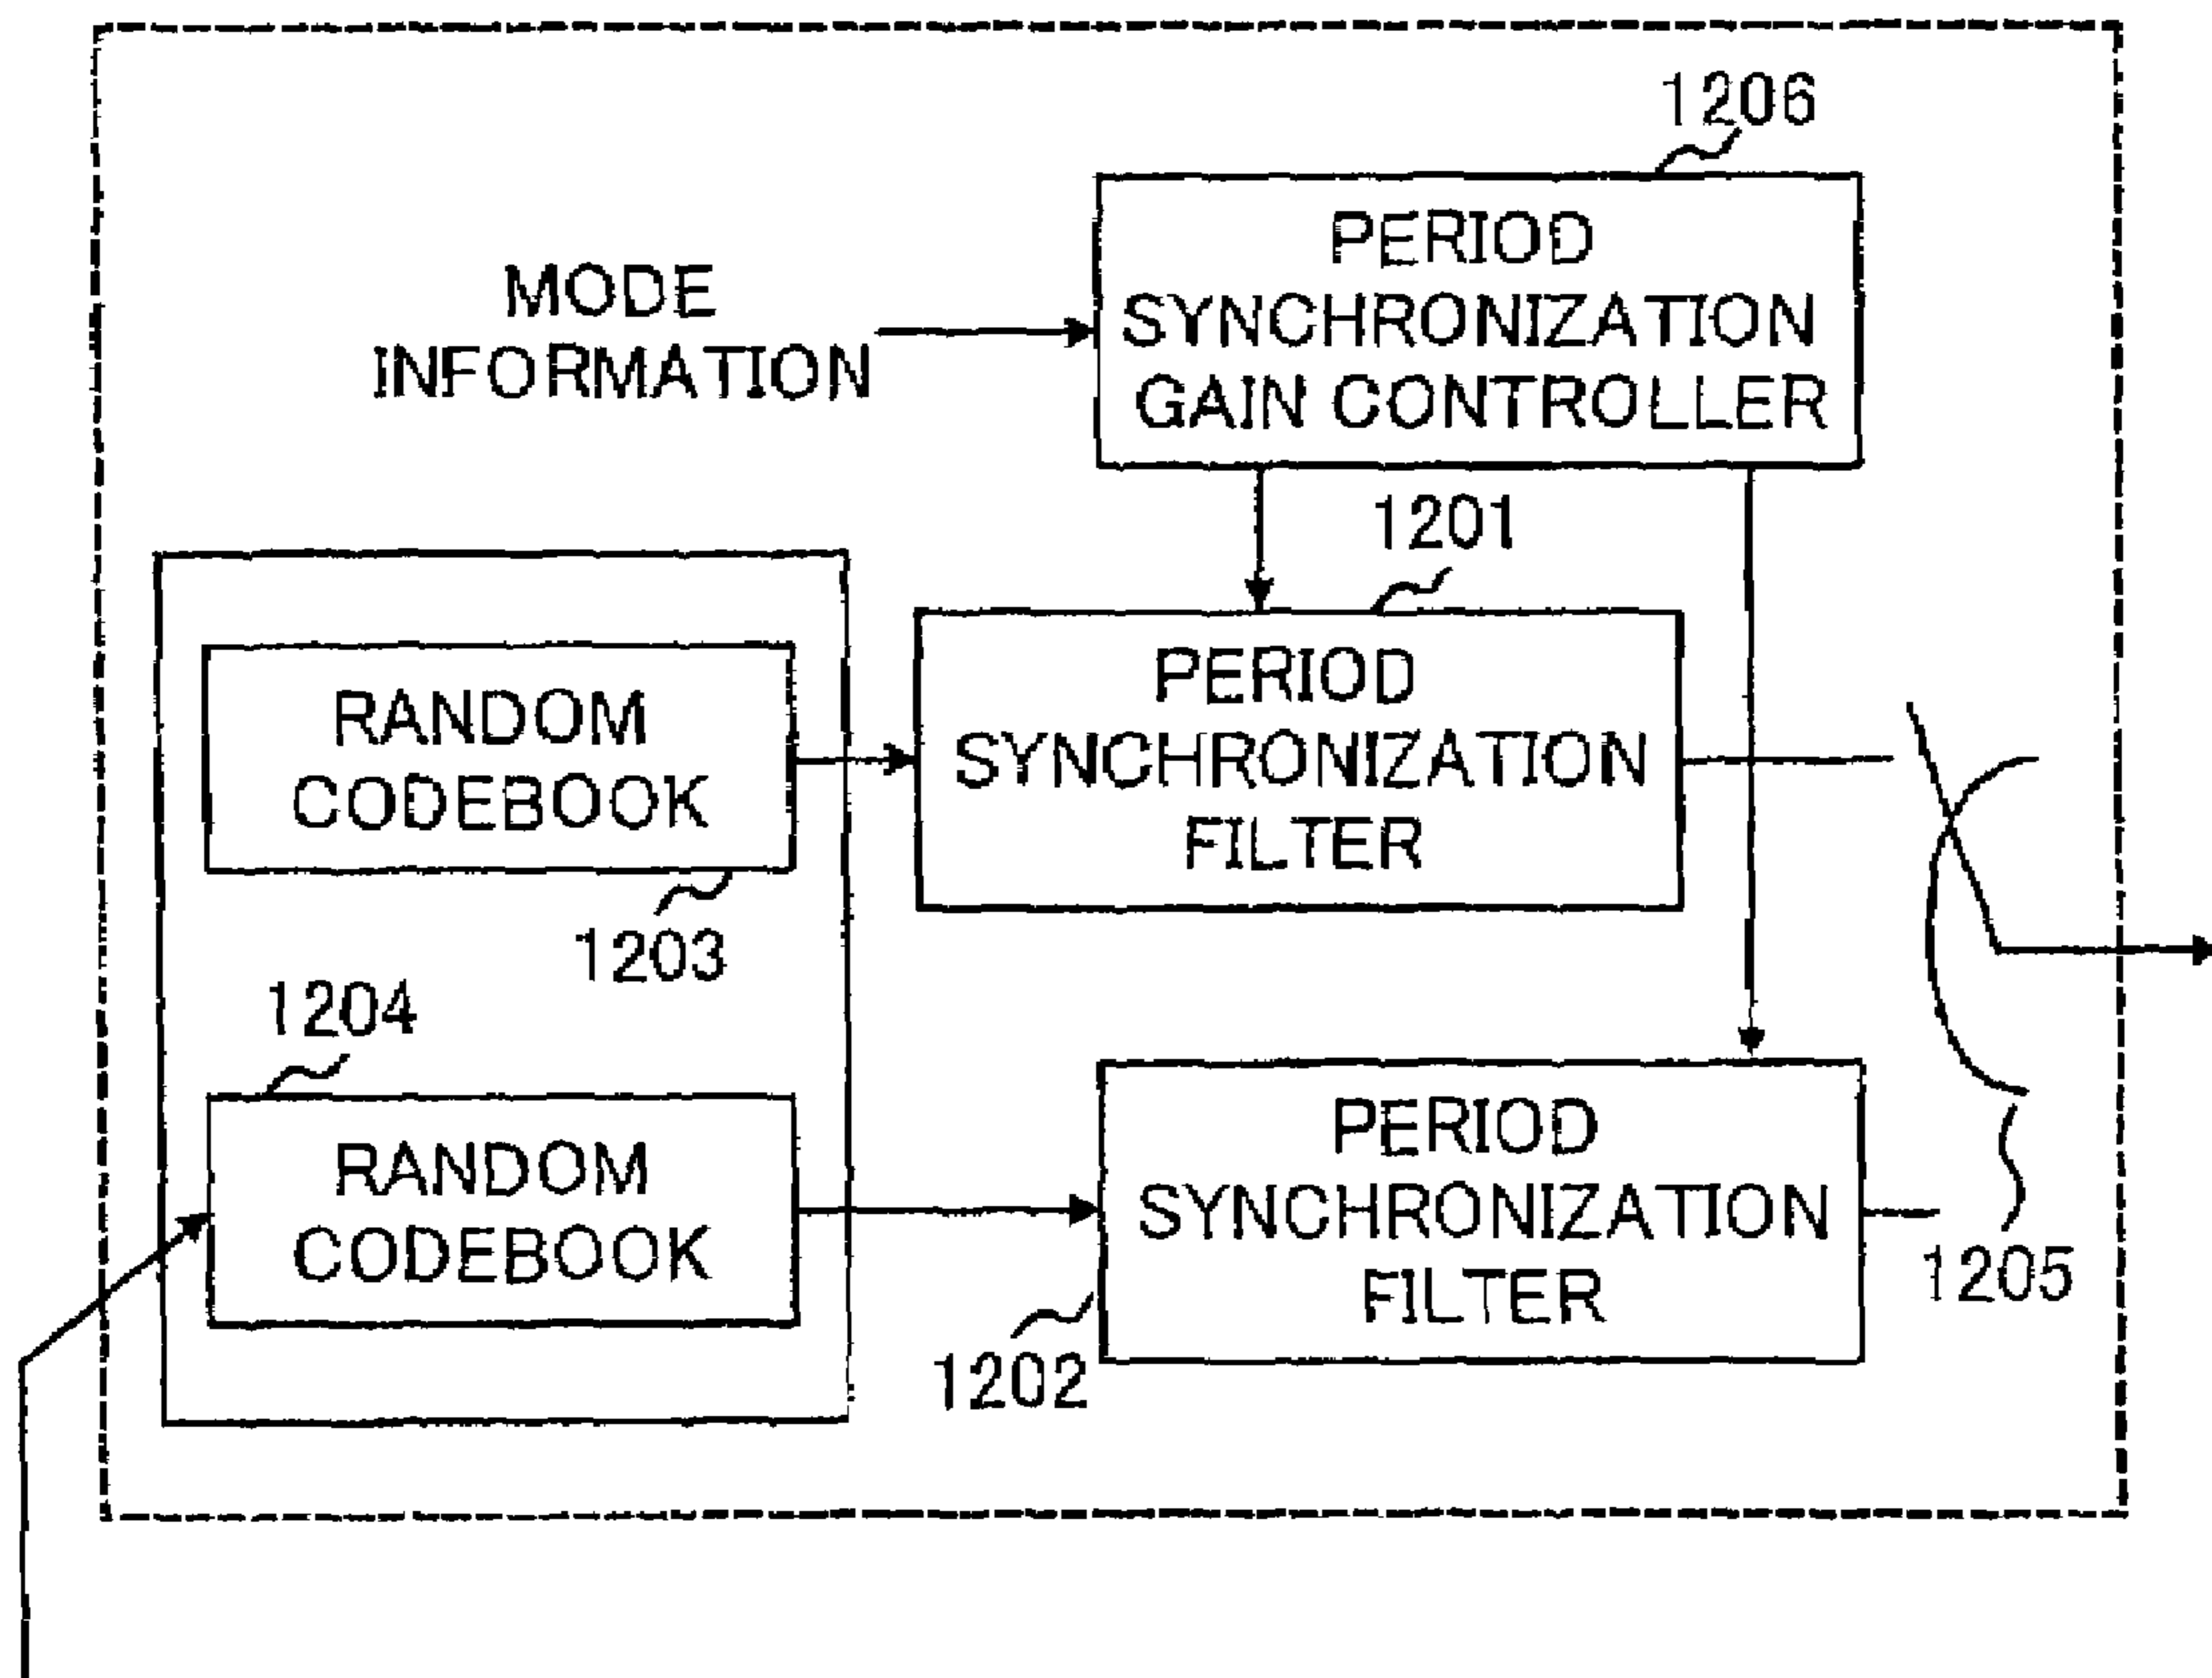 1206
PERIOD
SYNCHRONIZATION
GAIN CONTROLLER
MODE
INFORMATION
1201
PERIOD
SYNCHRONIZATION
FILTER
RANDOM
CODEBOOK
1203
1204
RANDOM
CODEBOOK
PERIOD
SYNCHRONIZATION
FILTER
1202
1205